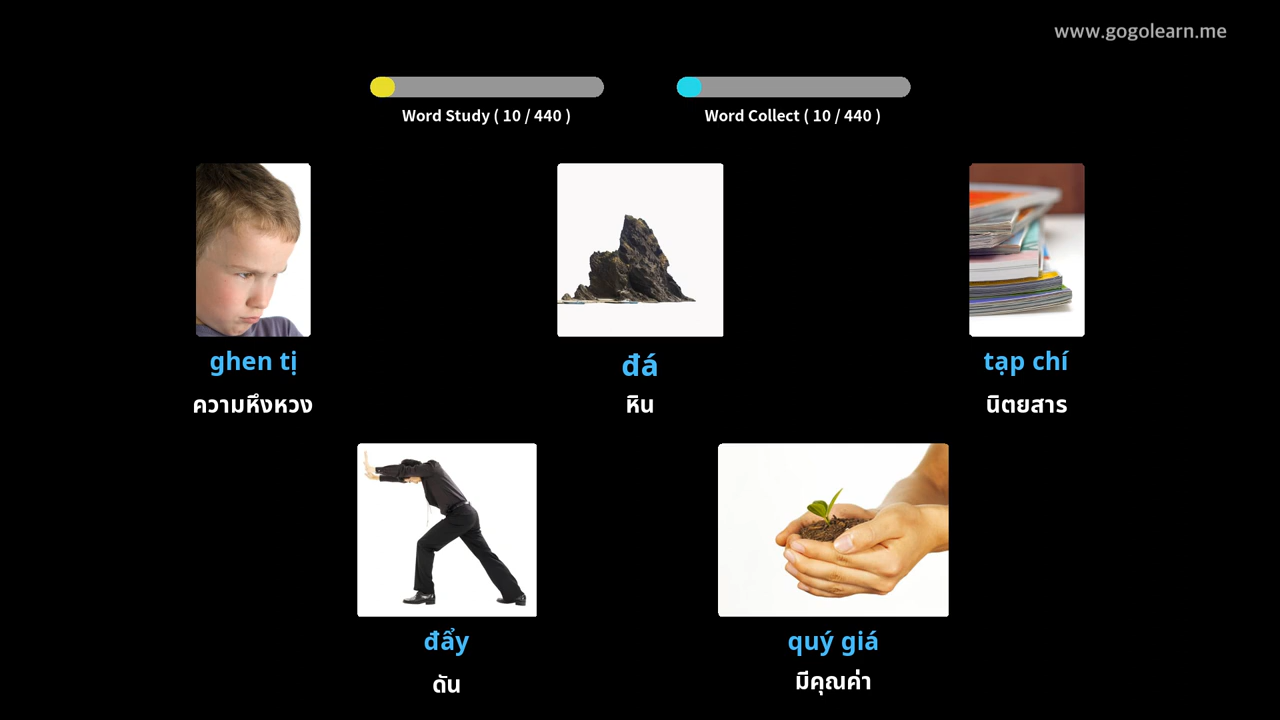 www.gogolearn.me
Word Study ( 10 / 440 )
Word Collect ( 10 / 440 )
ghen tị
ความหึงหวง
đá
หิน
tạp chí
นิตยสาร
đẩy
ดัน
quý giá
มีคุณค่า